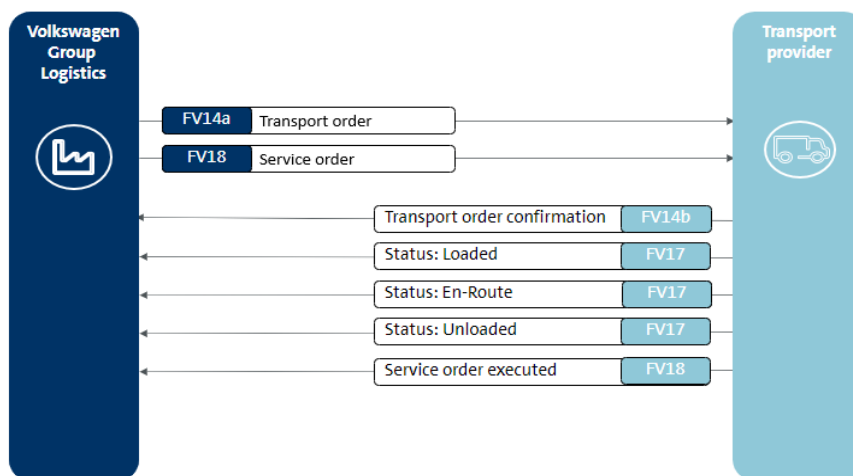 Volkswagen
Group
Logistics
Transport
provider
FV14a Transport order
FV18 Service order
Transport order confirmation FV14b
Status: Loaded FV17
Status: En-Route FV17
Status: Unloaded FV17
Service order executed FV18